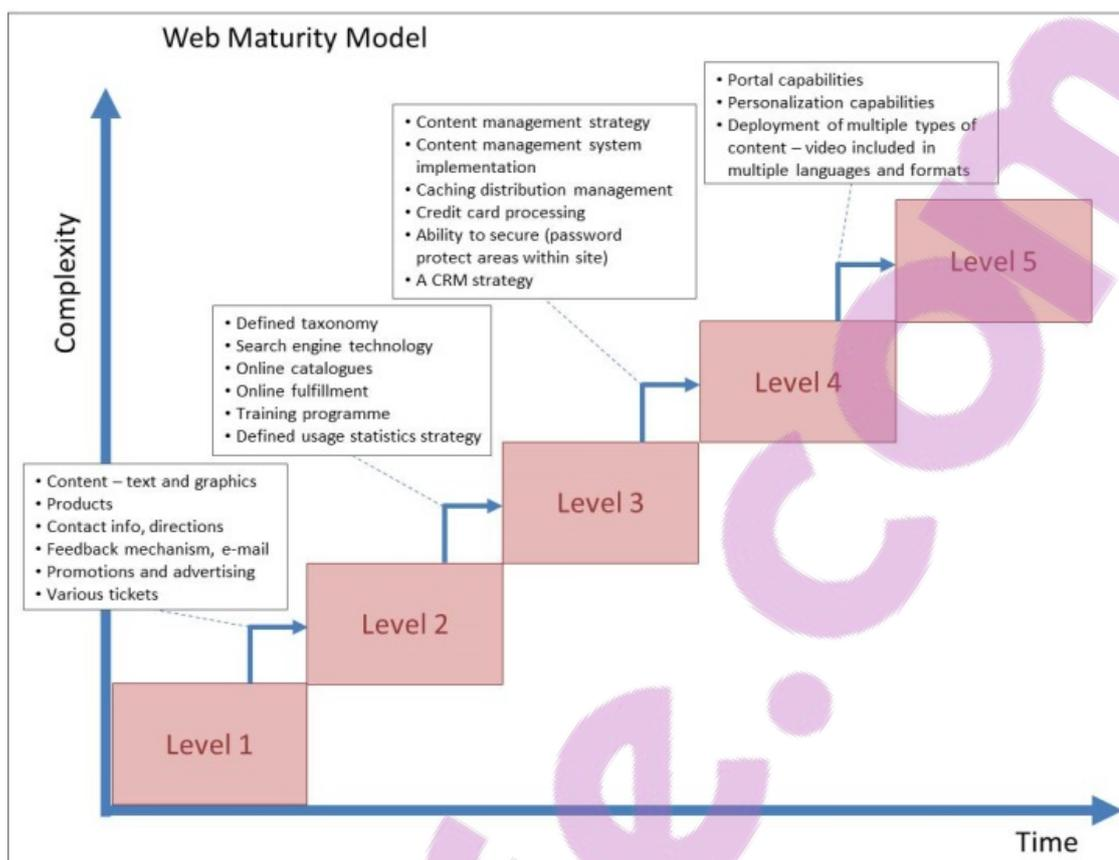 Web Maturity Model
• Portal capabilities
• Personalization capabilities
• Deployment of multiple types of
content – video included in
multiple languages and formats
• Content management strategy
• Content management system
implementation
• Caching distribution management
• Credit card processing
• Ability to secure (password
protect areas within site)
• A CRM strategy
Complexity
Level 5
• Defined taxonomy
• Search engine technology
• Online catalogues
• Online fulfillment
• Training programme
• Defined usage statistics strategy
Level 4
• Content – text and graphics
• Products
• Contact info, directions
• Feedback mechanism, e-mail
• Promotions and advertising
• Various tickets
Level 3
Level 2
Level 1
Time
e.com